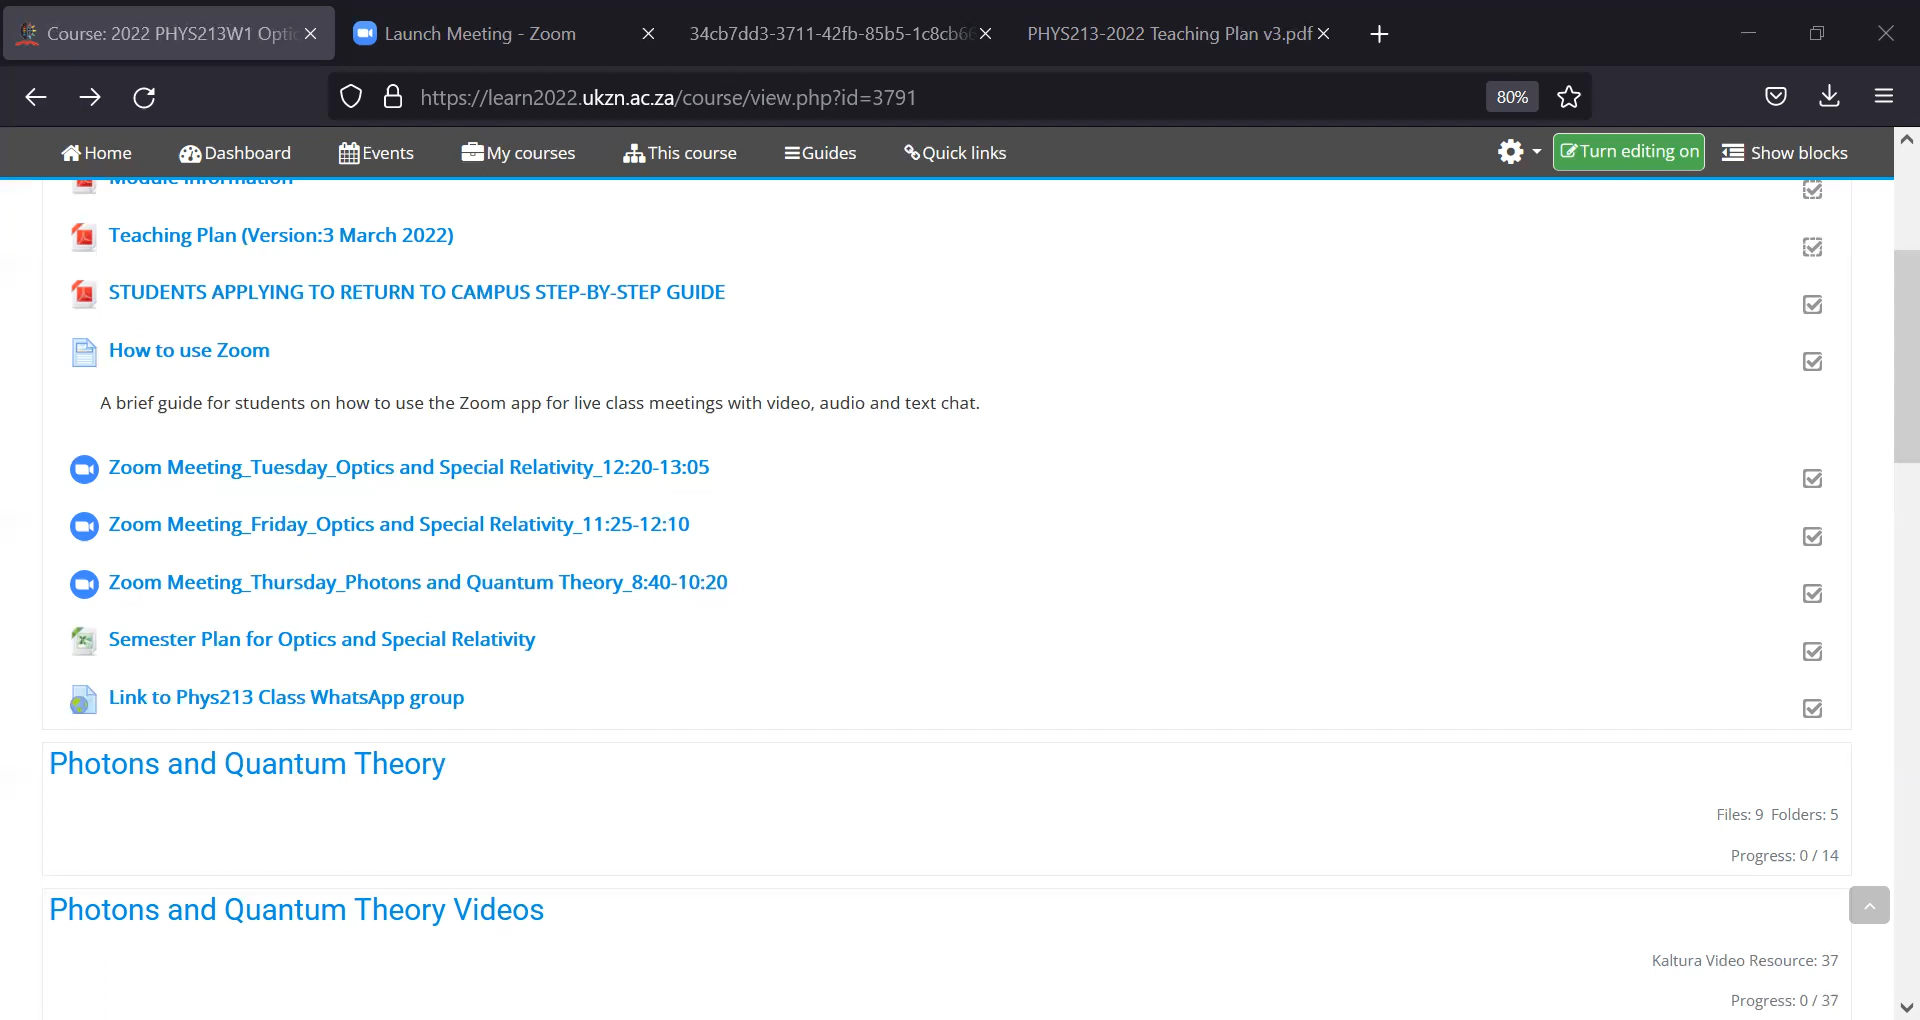 Course: 2022 PHYS213W1 Optic
Launch Meeting - Zoom
34cb7dd3-3711-42fb-85b5-1c8cb66
PHYS213-2022 Teaching Plan v3.pdf
https://learn2022.ukzn.ac.za/course/view.php?id=3791
80%
Home
Dashboard
Events
My courses
This course
Guides
Quick links
Turn editing on
Show blocks
Module Information
Teaching Plan (Version:3 March 2022)
STUDENTS APPLYING TO RETURN TO CAMPUS STEP-BY-STEP GUIDE
How to use Zoom
A brief guide for students on how to use the Zoom app for live class meetings with video, audio and text chat.
Zoom Meeting_Tuesday_Optics and Special Relativity_12:20-13:05
Zoom Meeting_Friday_Optics and Special Relativity_11:25-12:10
Zoom Meeting_Thursday_Photons and Quantum Theory_8:40-10:20
Semester Plan for Optics and Special Relativity
Link to Phys213 Class WhatsApp group
Photons and Quantum Theory
Files: 9 Folders: 5
Progress: 0 / 14
Photons and Quantum Theory Videos
Kaltura Video Resource: 37
Progress: 0 / 37